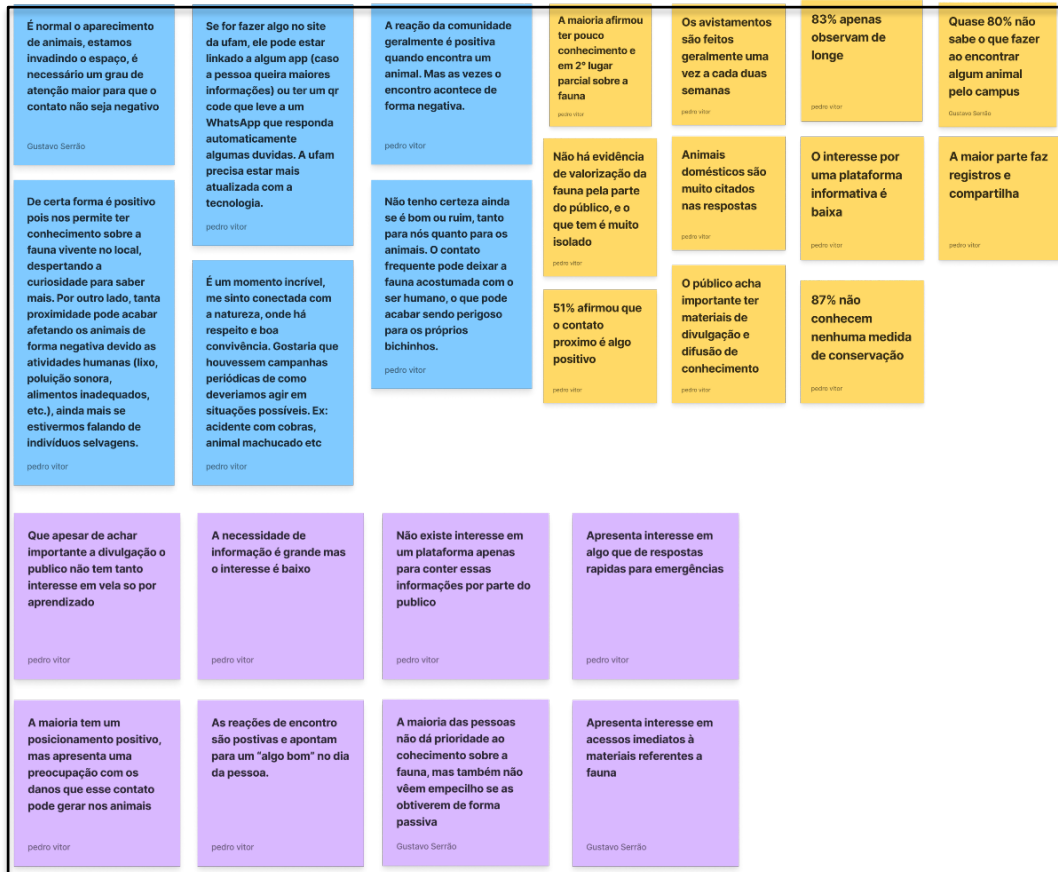 É normal o aparecimento
de animais, estamos
invadindo o espaço, é
necessário um grau de
atenção maior para que o
contato não seja negativo
Gustavo Serrão
De certa forma é positivo
pois nos permite ter
conhecimento sobre a
fauna vivente no local,
despertando a
curiosidade para saber
mais. Por outro lado, tanta
proximidade pode acabar
afetando os animais de
forma negativa devido as
atividades humanas (lixo,
poluição sonora,
alimentos inadequados,
etc.), ainda mais se
estivermos falando de
indivíduos selvagens.
pedro vitor
Se for fazer algo no site
da ufam, ele pode estar
linkado a algum app (caso
a pessoa queira maiores
informações) ou ter um qr
code que leve a um
WhatsApp que responda
automaticamente
algumas duvidas. A ufam
precisa estar mais
atualizada com a
tecnologia.
pedro vitor
É um momento incrível,
me sinto conectada com
a natureza, onde há
respeito e boa
convivência. Gostaria que
houvessem campanhas
periódicas de como
deveriamos agir em
situações possíveis. Ex:
acidente com cobras,
animal machucado etc
pedro vitor
A reação da comunidade
geralmente é positiva
quando encontra um
animal. Mas as vezes o
encontro acontece de
forma negativa.
pedro vitor
Não tenho certeza ainda
se é bom ou ruim, tanto
para nós quanto para os
animais. O contato
frequente pode deixar a
fauna acostumada com o
ser humano, o que pode
acabar sendo perigoso
para os próprios
bichinhos.
pedro vitor
A maioria afirmou
ter pouco
conhecimento e
em 2º lugar
parcial sobre a
fauna
pedro vitor
Os avistamentos
são feitos
geralmente uma
vez a cada duas
semanas
pedro vitor
83% apenas
observam de
longe
pedro vitor
Quase 80% não
sabe o que fazer
ao encontrar
algum animal
pelo campus
Gustavo Serrão
Não há evidência
de valorização da
fauna pela parte
do público, e o
que tem é muito
isolado
pedro vitor
Animais
domésticos são
muito citados
nas respostas
pedro vitor
O interesse por
uma plataforma
informativa é
baixa
pedro vitor
A maior parte faz
registros e
compartilha
pedro vitor
51% afirmou que
o contato
proximo é algo
positivo
pedro vitor
O público acha
importante ter
materiais de
divulgação e
difusão de
conhecimento
pedro vitor
87% não
conhecem
nenhuma medida
de conservação
pedro vitor
Que apesar de achar
importante a divulgação o
publico não tem tanto
interesse em vela so por
aprendizado
pedro vitor
A necessidade de
informação é grande mas
o interesse é baixo
pedro vitor
Não existe interesse em
um plataforma apenas
para conter essas
informações por parte do
publico
pedro vitor
Apresenta interesse em
algo que de respostas
rapidas para emergências
pedro vitor
A maioria tem um
posicionamento positivo,
mas apresenta uma
preocupação com os
danos que esse contato
pode gerar nos animais
pedro vitor
As reações de encontro
são postivas e apontam
para um "algo bom" no dia
da pessoa.
pedro vitor
A maioria das pessoas
não dá prioridade ao
cohecimento sobre a
fauna, mas também não
vêem empecilho se as
obtiverem de forma
passiva
Gustavo Serrão
Apresenta interesse em
acessos imediatos à
materiais referentes a
fauna
Gustavo Serrão